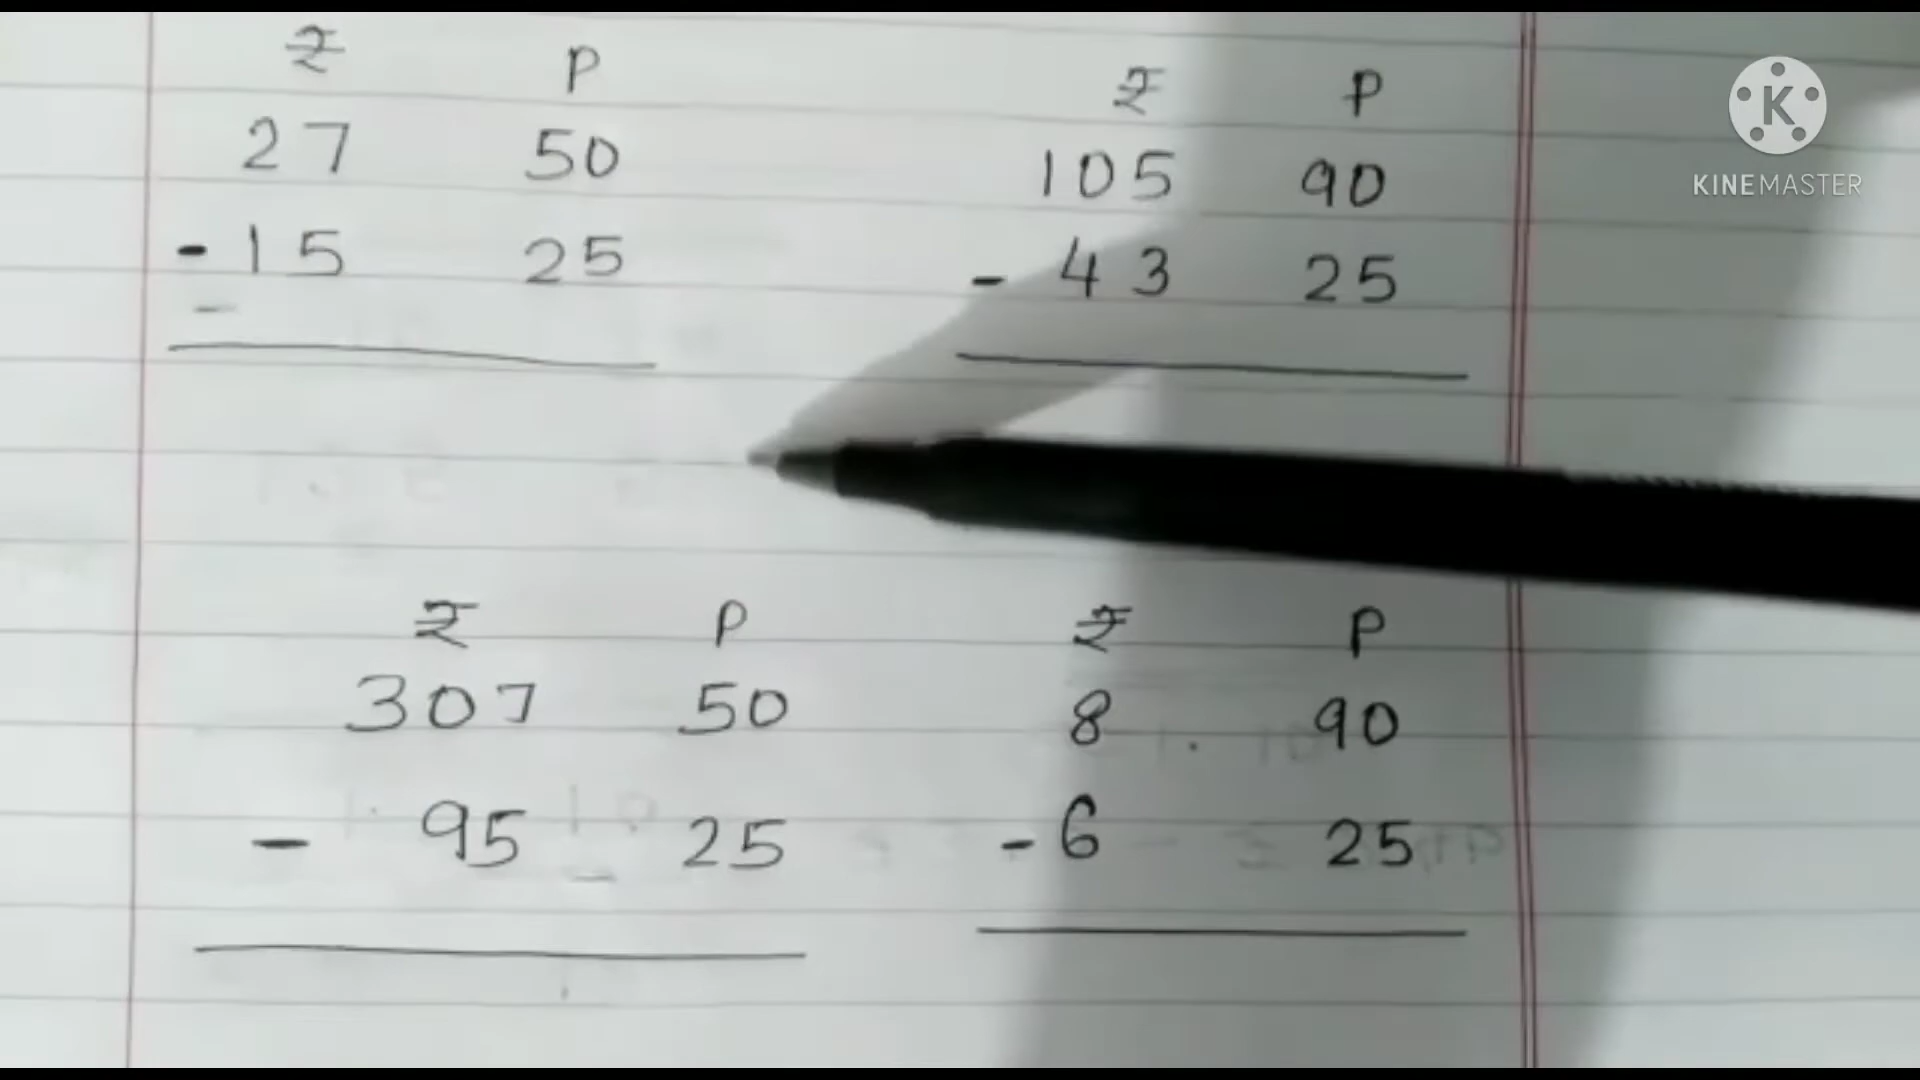 ₹ P
27 50
- 15 25
₹ P
105 90
- 43 25
₹ P
307 50
- 95 25
₹ P
8 90
- 6 25
K
KINEMASTER